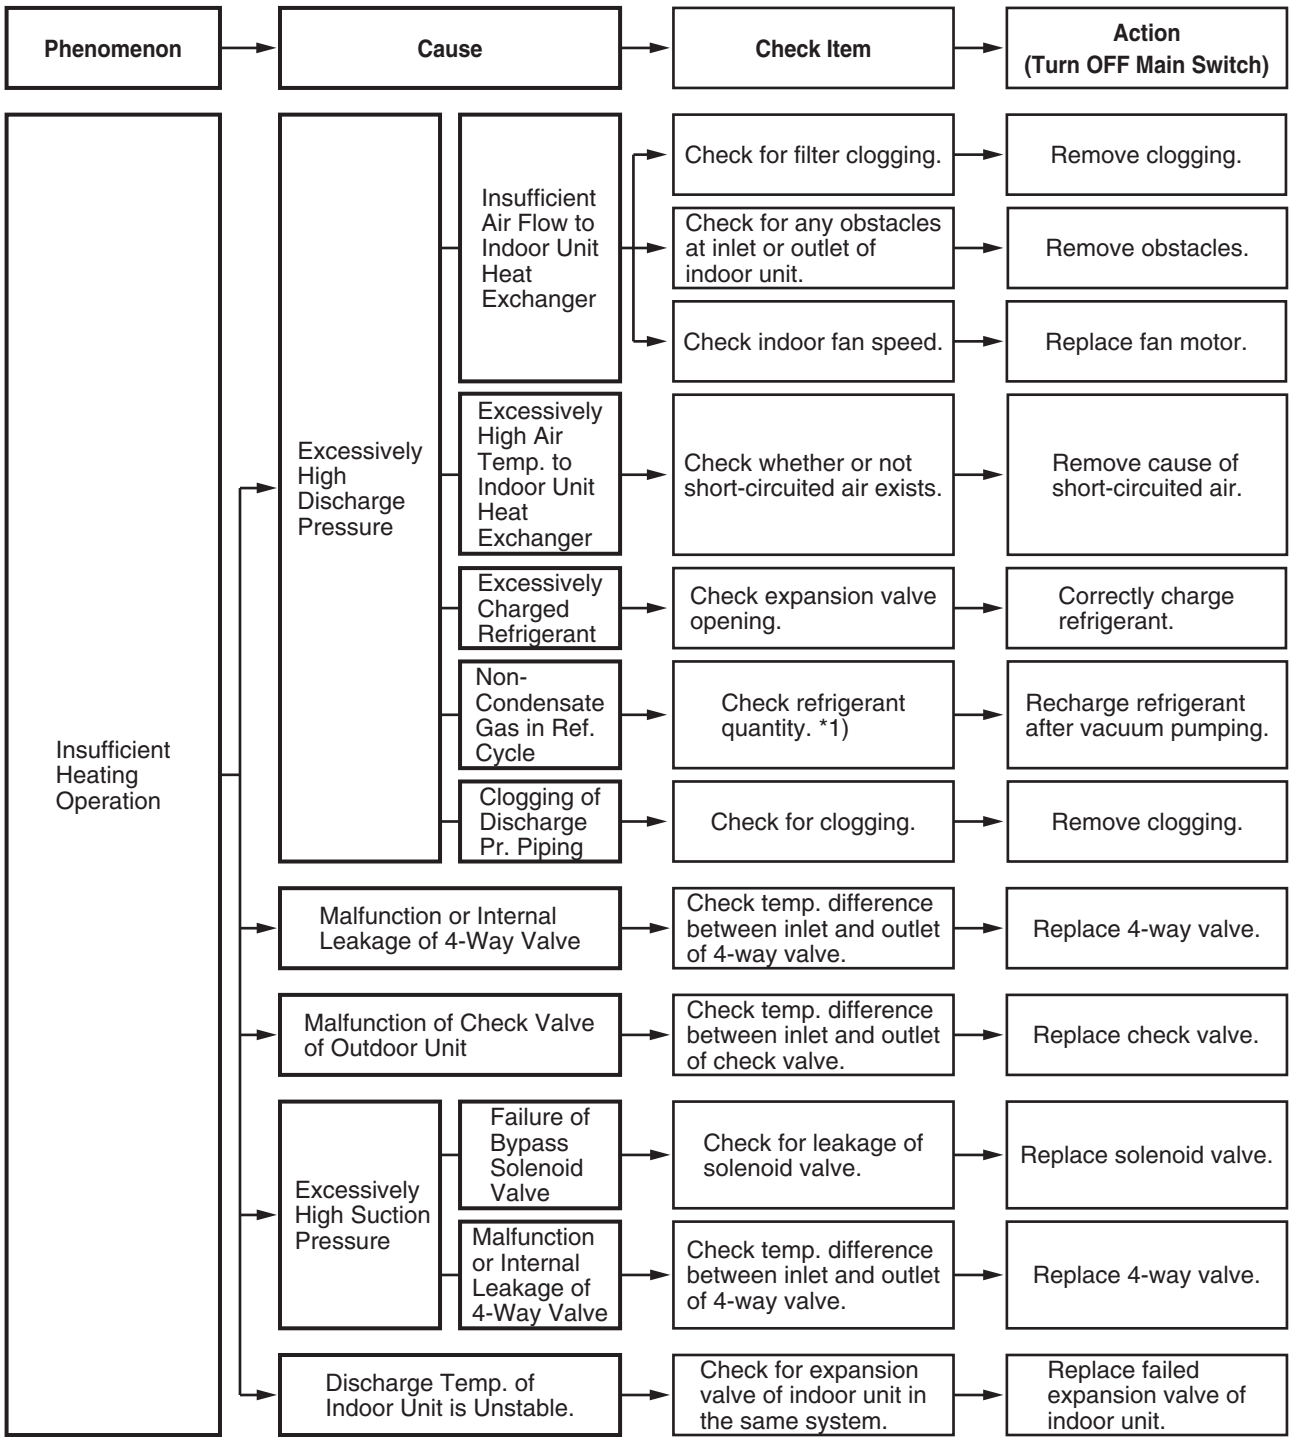 Phenomenon
Cause
Check Item
Action
(Turn OFF Main Switch)
Insufficient
Heating
Operation
Excessively
High
Discharge
Pressure
Insufficient
Air Flow to
Indoor Unit
Heat
Exchanger
Check for filter clogging.
Remove clogging.
Check for any obstacles
at inlet or outlet of
indoor unit.
Remove obstacles.
Check indoor fan speed.
Replace fan motor.
Excessively
High Air
Temp. to
Indoor Unit
Heat
Exchanger
Check whether or not
short-circuited air exists.
Remove cause of
short-circuited air.
Excessively
Charged
Refrigerant
Check expansion valve
opening.
Correctly charge
refrigerant.
Non-
Condensate
Gas in Ref.
Cycle
Check refrigerant
quantity. *1)
Recharge refrigerant
after vacuum pumping.
Clogging of
Discharge
Pr. Piping
Check for clogging.
Remove clogging.
Malfunction or Internal
Leakage of 4-Way Valve
Check temp. difference
between inlet and outlet
of 4-way valve.
Replace 4-way valve.
Malfunction of Check Valve
of Outdoor Unit
Check temp. difference
between inlet and outlet
of check valve.
Replace check valve.
Excessively
High Suction
Pressure
Failure of
Bypass
Solenoid
Valve
Check for leakage of
solenoid valve.
Replace solenoid valve.
Malfunction
or Internal
Leakage of
4-Way Valve
Check temp. difference
between inlet and outlet
of 4-way valve.
Replace 4-way valve.
Discharge Temp. of
Indoor Unit is Unstable.
Check for expansion
valve of indoor unit in
the same system.
Replace failed
expansion valve of
indoor unit.